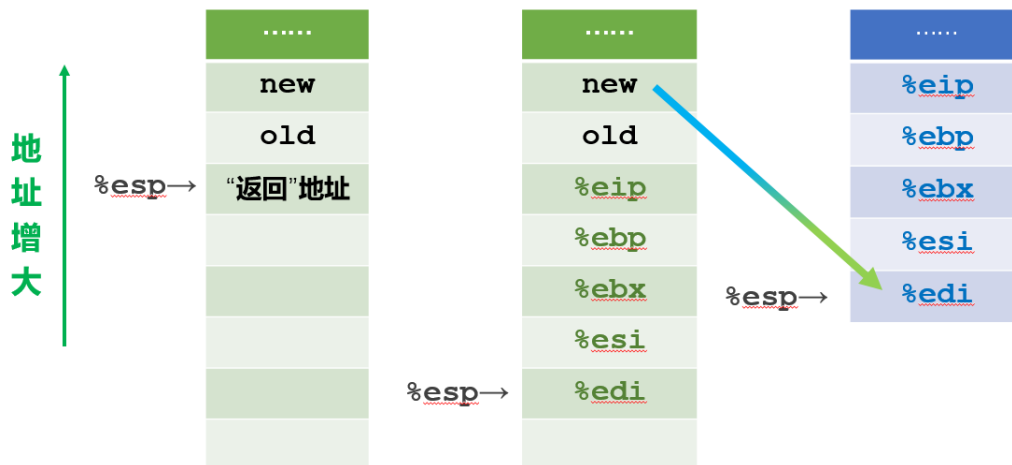 地址增大
……
new
old
%esp→
“返回”地址
……
new
old
%eip
%ebp
%ebx
%esi
%esp→
%edi
……
%eip
%ebp
%ebx
%esi
%esp→
%edi